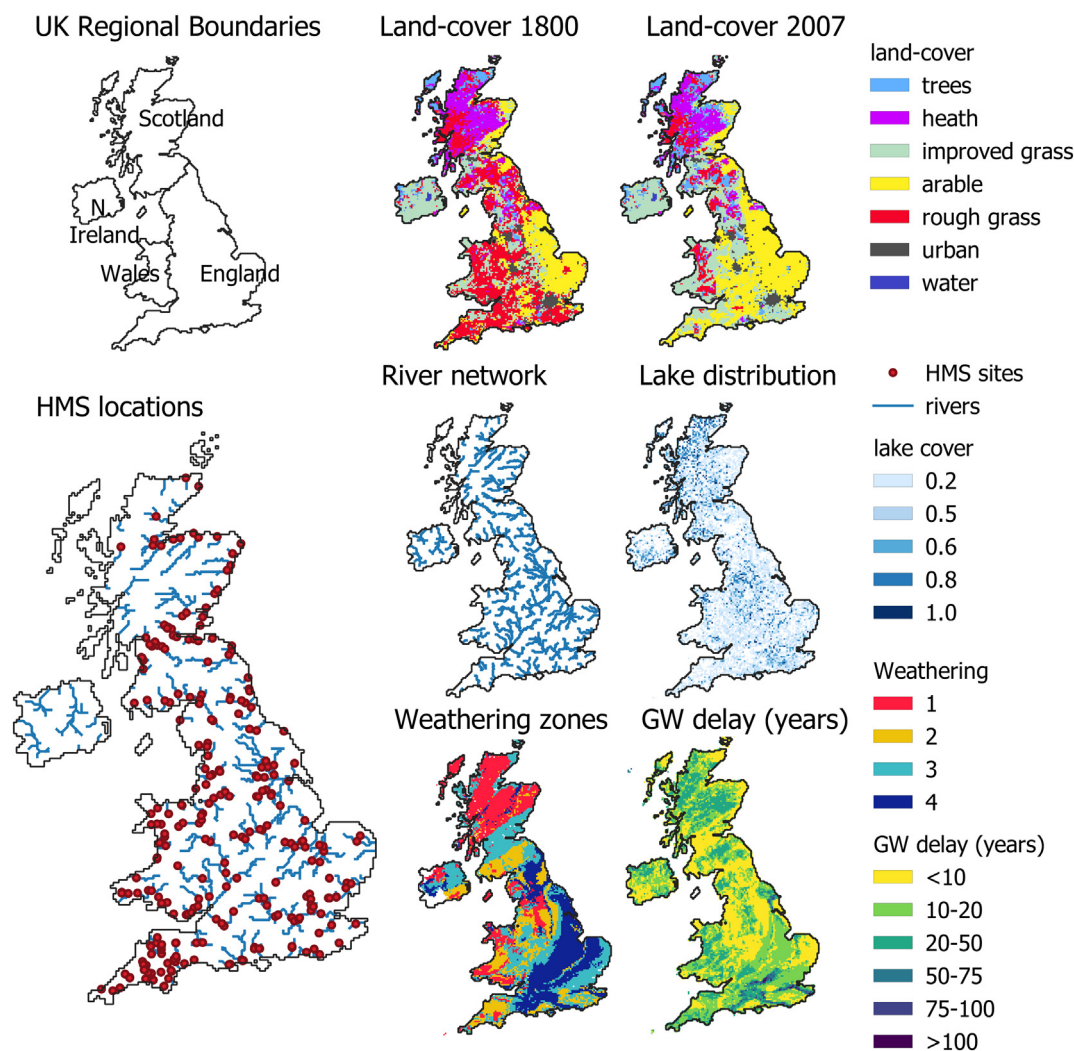 UK Regional Boundaries
Land-cover 1800
Land-cover 2007
Scotland
N.
Ireland
Wales
England
land-cover
trees
heath
improved grass
arable
rough grass
urban
water
HMS locations
River network
Lake distribution
HMS sites
rivers
lake cover
0.2
0.5
0.6
0.8
1.0
Weathering zones
GW delay (years)
Weathering
1
2
3
4
GW delay (years)
<10
10-20
20-50
50-75
75-100
>100